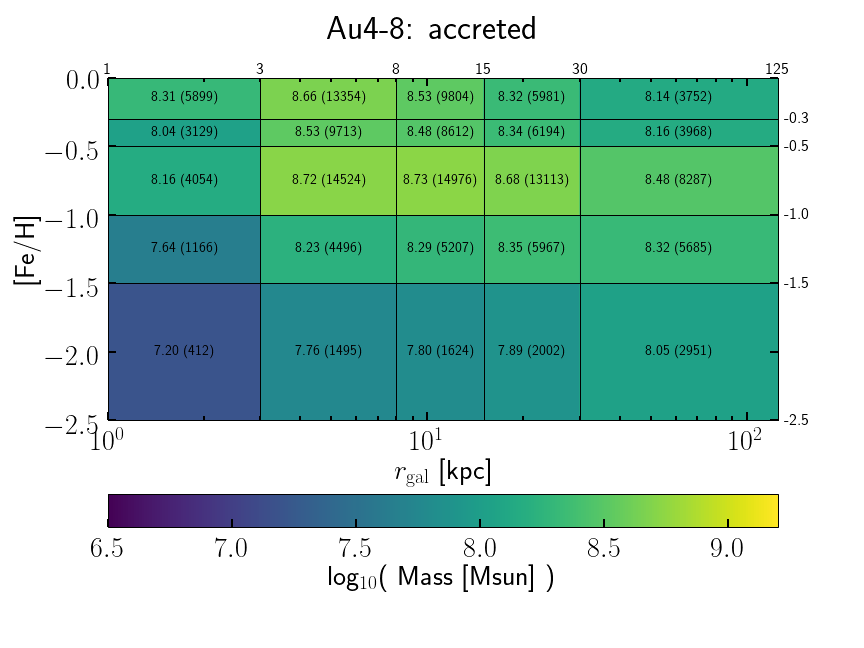 Au4-8: accreted
1 3 8 15 30 125
0.0 8.31 (5899) 8.66 (13354) 8.53 (9804) 8.32 (5981) 8.14 (3752)
-0.3
8.04 (3129) 8.53 (9713) 8.48 (8612) 8.34 (6194) 8.16 (3968)
−0.5 -0.5
8.16 (4054) 8.72 (14524) 8.73 (14976) 8.68 (13113) 8.48 (8287)
−1.0 -1.0
7.64 (1166) 8.23 (4496) 8.29 (5207) 8.35 (5967) 8.32 (5685)
[Fe/H]
−1.5 -1.5
−2.0 7.20 (412) 7.76 (1495) 7.80 (1624) 7.89 (2002) 8.05 (2951)
−2.5 -2.5
10⁰ 10¹ 10²
r_gal [kpc]
6.5 7.0 7.5 8.0 8.5 9.0
log₁₀( Mass [Msun] )